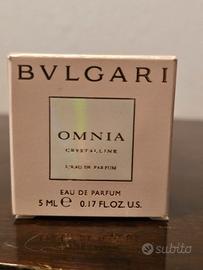 BVLGARI
OMNIA
CRYSTALLINE
L'EAU DE PARFUM
EAU DE PARFUM
5 ML e 0.17 FL.OZ. U.S.
subito